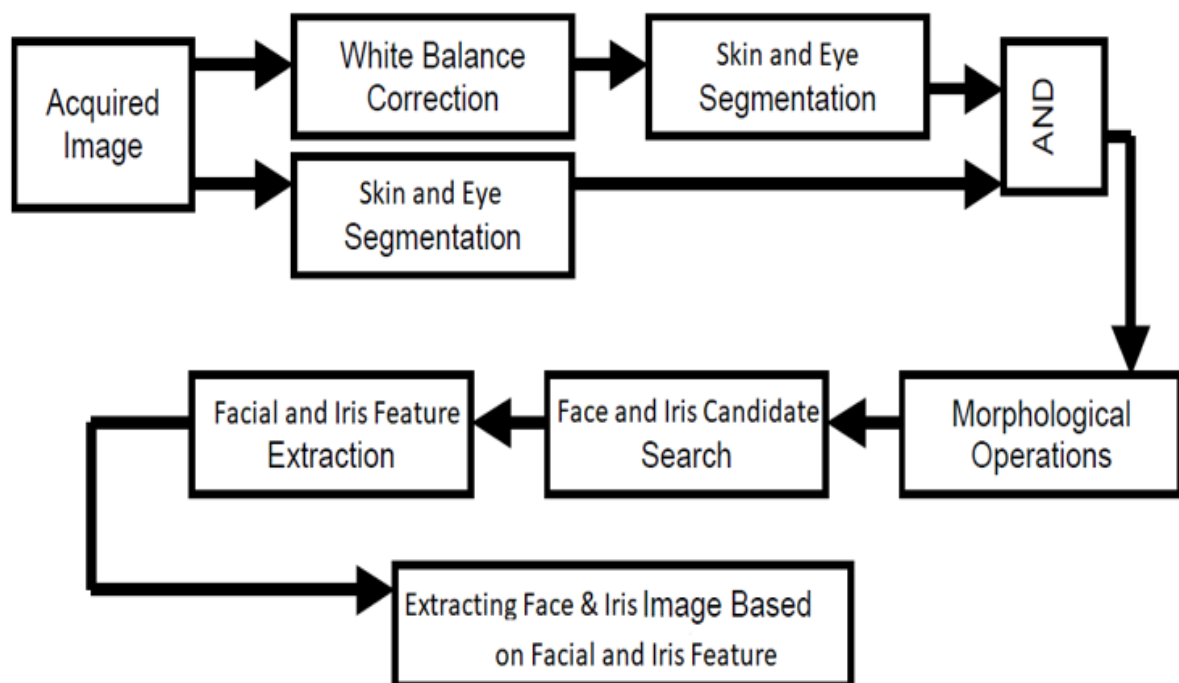 Acquired
Image
White Balance
Correction
Skin and Eye
Segmentation
AND
Skin and Eye
Segmentation
Morphological
Operations
Face and Iris Candidate
Search
Facial and Iris Feature
Extraction
Extracting Face & Iris Image Based
on Facial and Iris Feature